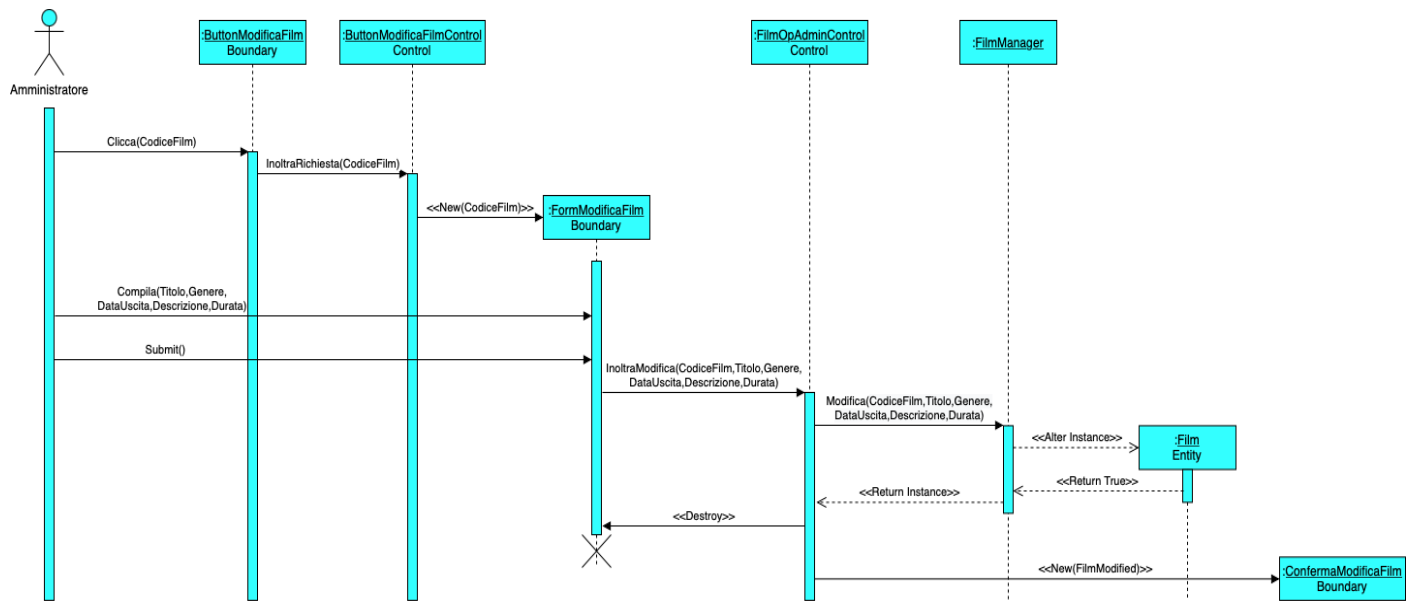 :ButtonModificaFilm
Boundary
:ButtonModificaFilmControl
Control
:FilmOpAdminControl
Control
:FilmManager
Amministratore
Clicca(CodiceFilm)
InoltraRichiesta(CodiceFilm)
<<New(CodiceFilm)>>
:FormModificaFilm
Boundary
Compila(Titolo,Genere,
DataUscita,Descrizione,Durata)
Submit()
InoltraModifica(CodiceFilm,Titolo,Genere,
DataUscita,Descrizione,Durata)
Modifica(CodiceFilm,Titolo,Genere,
DataUscita,Descrizione,Durata)
<<Alter Instance>>
:Film
Entity
<<Return True>>
<<Return Instance>>
<<Destroy>>
<<New(FilmModified)>>
:ConfermaModificaFilm
Boundary